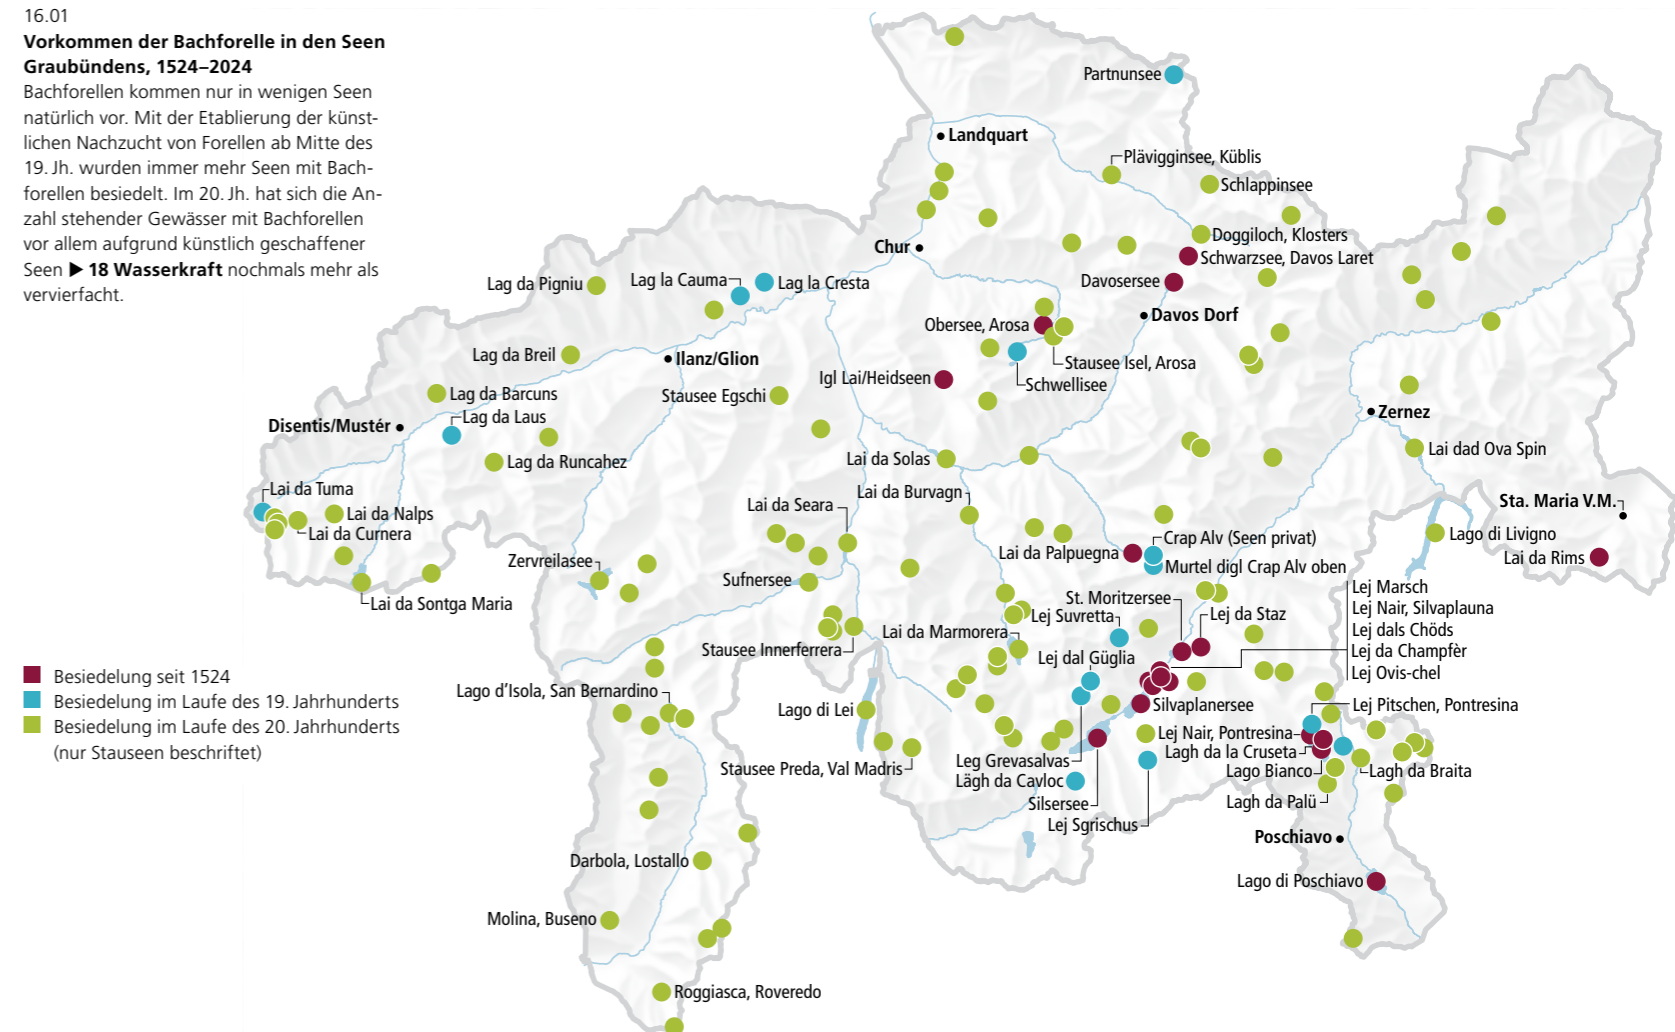 16.01
Vorkommen der Bachforelle in den Seen
Graubündens, 1524–2024
Bachforellen kommen nur in wenigen Seen
natürlich vor. Mit der Etablierung der künst-
lichen Nachzucht von Forellen ab Mitte des
19. Jh. wurden immer mehr Seen mit Bach-
forellen besiedelt. Im 20. Jh. hat sich die An-
zahl stehender Gewässer mit Bachforellen
vor allem aufgrund künstlich geschaffener
Seen ▶ 18 Wasserkraft nochmals mehr als
vervierfacht.
Partnunsee
Landquart
Plävigginsee, Küblis
Schlappinsee
Doggiloch, Klosters
Chur
Schwarzsee, Davos Laret
Davosersee
Lag da Pigniu
Lag la Cauma
Lag la Cresta
Davos Dorf
Obersee, Arosa
Stausee Isel, Arosa
Schwellisee
Lag da Breil
Ilanz/Glion
Igl Lai/Heidseen
Lag da Barcuns
Stausee Egschi
Zernez
Lag da Laus
Disentis/Mustér
Lag da Runcahez
Lai da Solas
Lai dad Ova Spin
Lai da Tuma
Lai da Burvagn
Lai da Seara
Sta. Maria V.M.
Lai da Nalps
Lai da Curnera
Lago di Livigno
Crap Alv (Seen privat)
Lai da Palpuegna
Murtel digl Crap Alv oben
Lai da Rims
Zervreilasee
Sufnersee
Lai da Sontga Maria
Lej Marsch
Lej Nair, Silvaplauna
Lej dals Chöds
Lej da Champfèr
Lej Ovis-chel
St. Moritzersee
Lej Suvretta
Lej da Staz
Lai da Marmorera
Stausee Innerferrera
Lej dal Güglia
Besiedelung seit 1524
Besiedelung im Laufe des 19. Jahrhunderts
Besiedelung im Laufe des 20. Jahrhunderts
(nur Stauseen beschriftet)
Lago d’Isola, San Bernardino
Lago di Lei
Silvaplanersee
Lej Pitschen, Pontresina
Lej Nair, Pontresina
Lagh da la Cruseta
Lago Bianco
Lagh da Braita
Stausee Preda, Val Madris
Leg Grevasalvas
Lägh da Cavloc
Silsersee
Lej Sgrischus
Lagh da Palü
Poschiavo
Darbola, Lostallo
Lago di Poschiavo
Molina, Buseno
Roggiasca, Roveredo